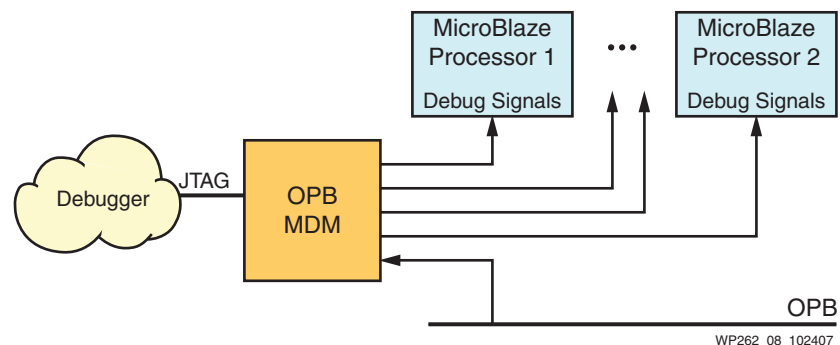 MicroBlaze
Processor 1
Debug Signals
•••
MicroBlaze
Processor 2
Debug Signals
Debugger
JTAG
OPB
MDM
OPB
WP262_08_102407